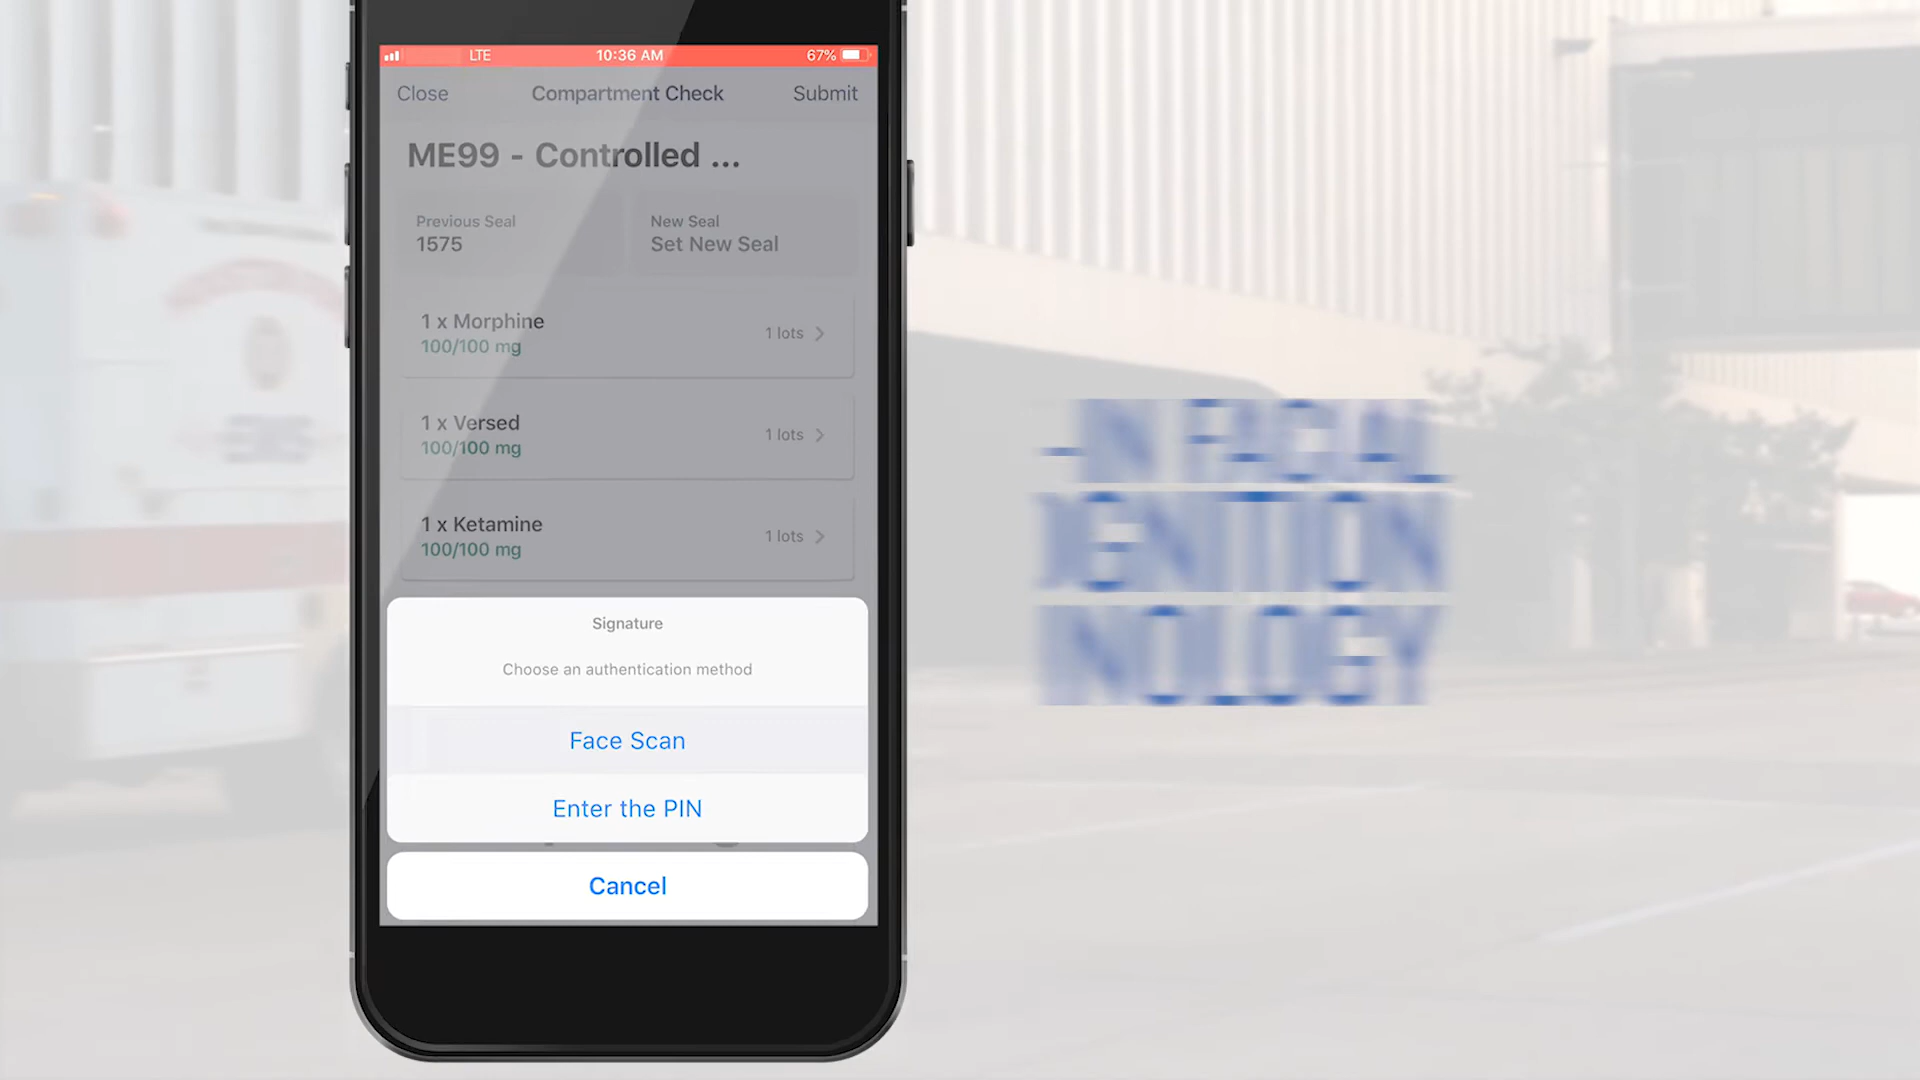 LTE 10:36 AM 67%
Close Compartment Check Submit
ME99 - Controlled ...
Previous Seal New Seal
1575 Set New Seal
1 x Morphine 1 lots
100/100 mg
1 x Versed 1 lots
100/100 mg
1 x Ketamine 1 lots
100/100 mg
Signature
Choose an authentication method
Face Scan
Enter the PIN
Cancel